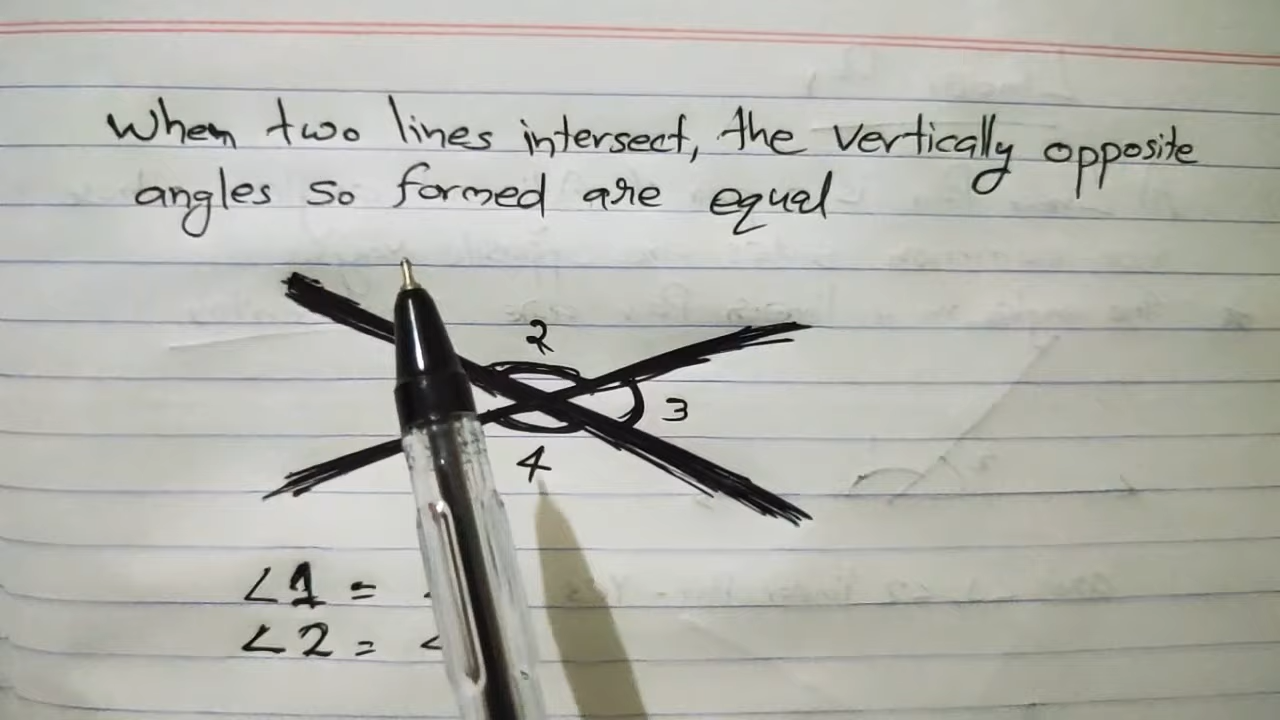 When two lines intersect, the vertically opposite
angles so formed are equal
2
3
4
∠1 =
∠2 =